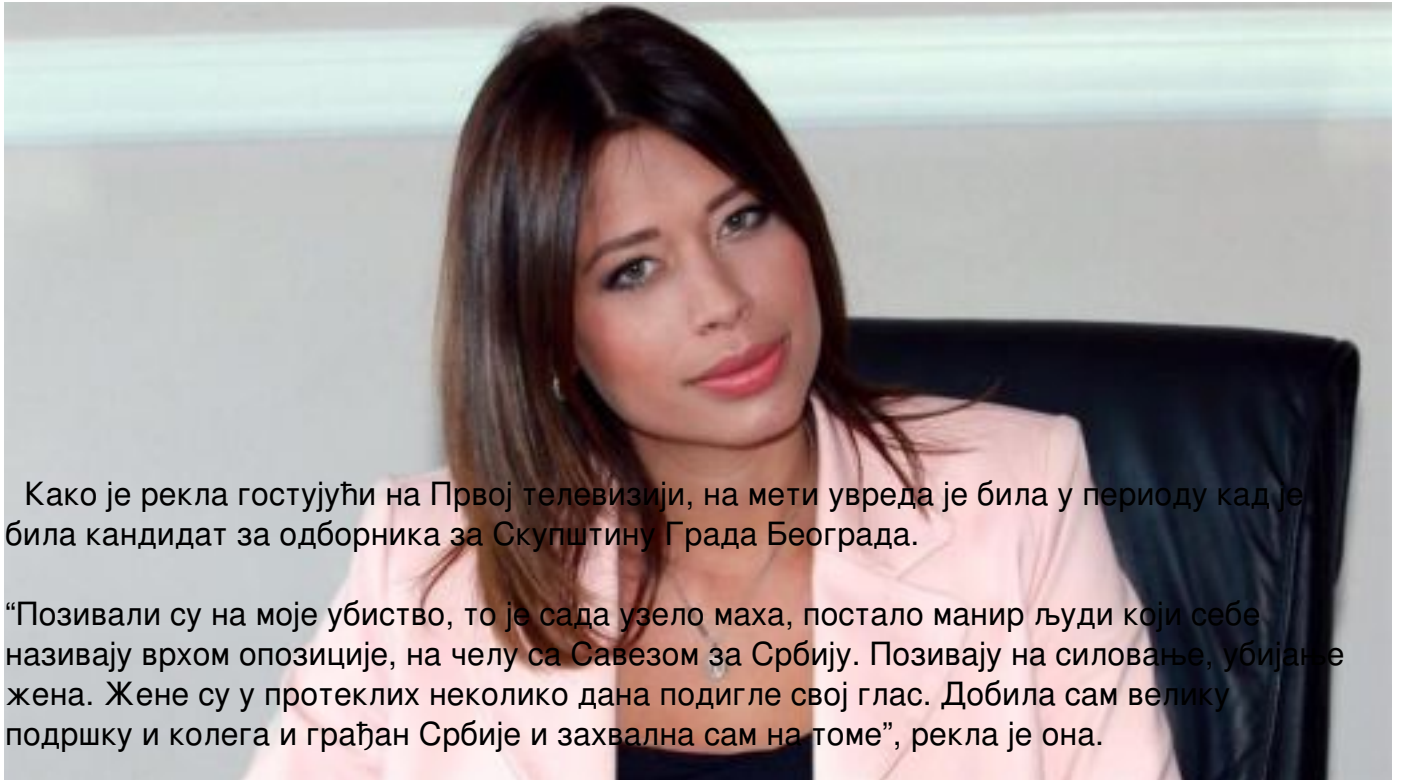 Како је рекла гостујући на Првој телевизији, на мети увреда је била у периоду кад је
била кандидат за одборника за Скупштину Града Београда.
“Позивали су на моје убиство, то је сада узело маха, постало манир људи који себе
називају врхом опозиције, на челу са Савезом за Србију. Позивају на силовање, убијање
жена. Жене су у протеклих неколико дана подигле свој глас. Добила сам велику
подршку и колега и грађан Србије и захвална сам на томе”, рекла је она.